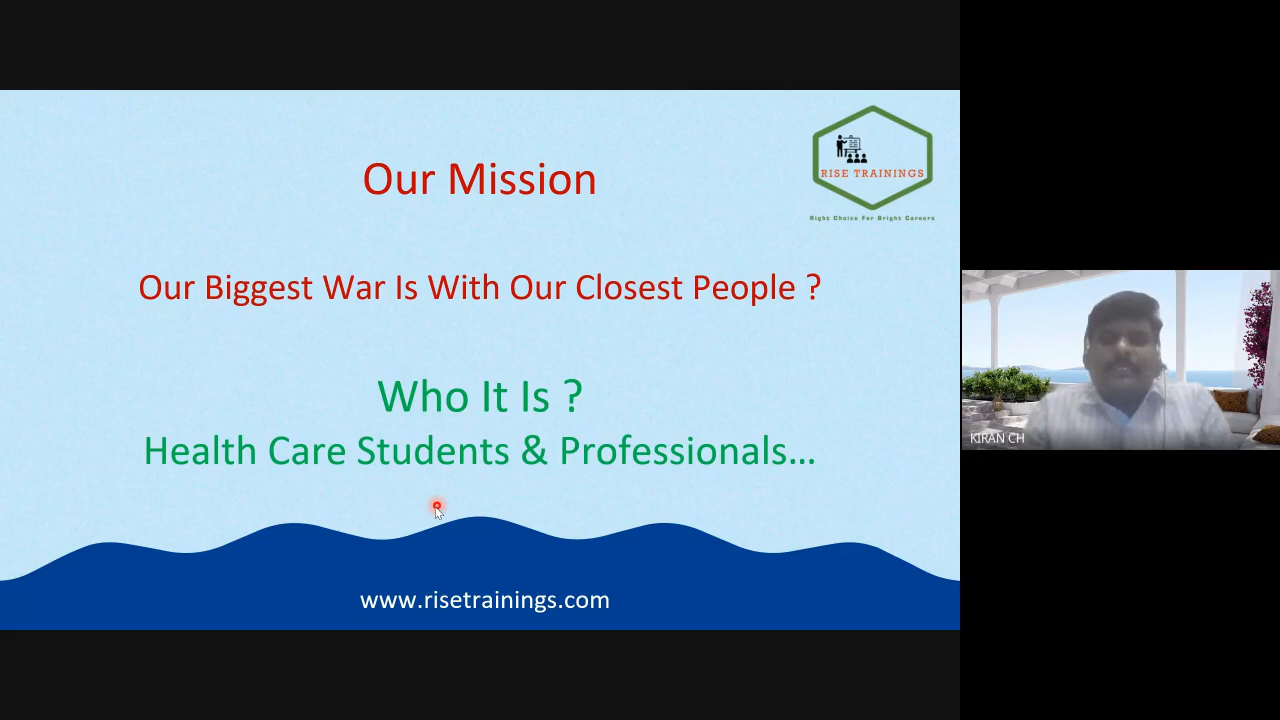 Our Mission
RISE TRAININGS
Right Choice For Bright Careers
Our Biggest War Is With Our Closest People ?
Who It Is ?
Health Care Students & Professionals...
www.risetrainings.com
KIRAN CH